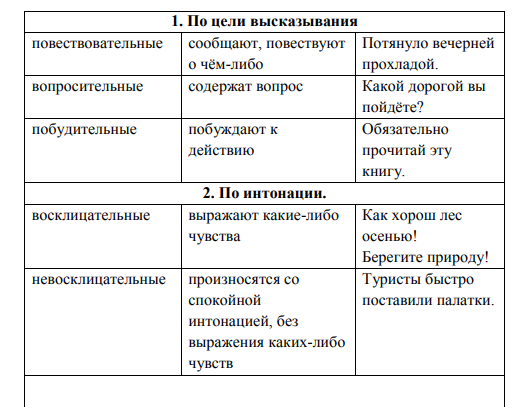 1. По цели высказывания
повествовательные
сообщают, повествуют
о чём-либо
Потянуло вечерней
прохладой.
вопросительные
содержат вопрос
Какой дорогой вы
пойдёте?
побудительные
побуждают к
действию
Обязательно
прочитай эту
книгу.
2. По интонации.
восклицательные
выражают какие-либо
чувства
Как хорош лес
осенью!
Берегите природу!
невосклицательные
произносятся со
спокойной
интонацией, без
выражения каких-либо
чувств
Туристы быстро
поставили палатки.